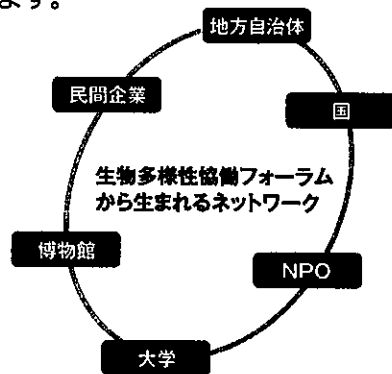 ます。
地方自治体
民間企業
国
生物多様性協働フォーラム
から生まれるネットワーク
博物館
NPO
大学